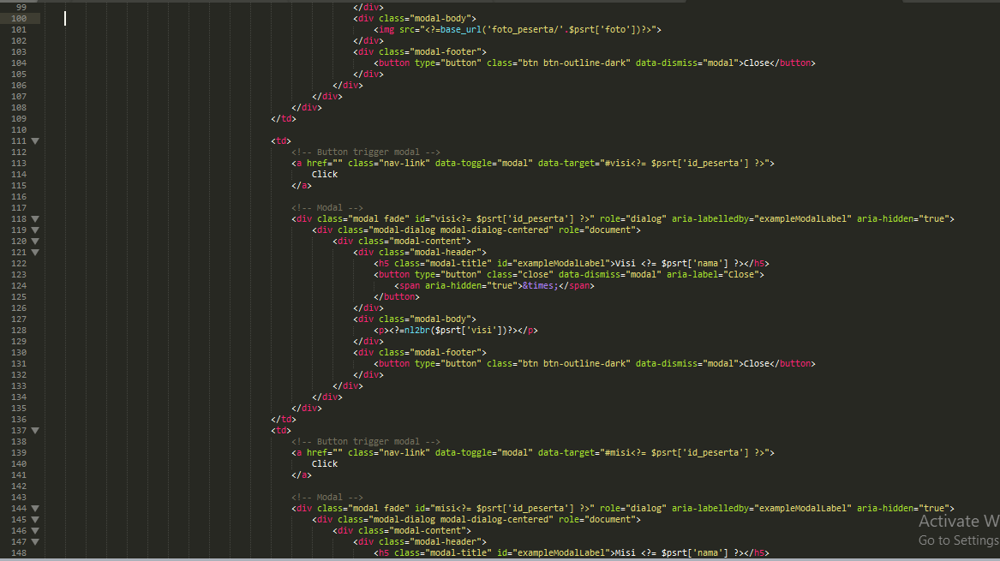 99 </div>
100 <div class="modal-body">
101 <img src="<?=base_url('foto_peserta/'.$psrt['foto'])?>">
102 </div>
103 <div class="modal-footer">
104 <button type="button" class="btn btn-outline-dark" data-dismiss="modal">Close</button>
105 </div>
106 </div>
107 </div>
108 </div>
109 </td>
110
111 <td>
112 <!-- Button trigger modal -->
113 <a href="" class="nav-link" data-toggle="modal" data-target="#visi<?= $psrt['id_peserta'] ?>">
114 Click
115 </a>
116
117 <!-- Modal -->
118 <div class="modal fade" id="visi<?= $psrt['id_peserta'] ?>" role="dialog" aria-labelledby="exampleModalLabel" aria-hidden="true">
119 <div class="modal-dialog modal-dialog-centered" role="document">
120 <div class="modal-content">
121 <div class="modal-header">
122 <h5 class="modal-title" id="exampleModalLabel">Visi <?= $psrt['nama'] ?></h5>
123 <button type="button" class="close" data-dismiss="modal" aria-label="Close">
124 <span aria-hidden="true">&times;</span>
125 </button>
126 </div>
127 <div class="modal-body">
128 <p><?=nl2br($psrt['visi'])?></p>
129 </div>
130 <div class="modal-footer">
131 <button type="button" class="btn btn-outline-dark" data-dismiss="modal">Close</button>
132 </div>
133 </div>
134 </div>
135 </div>
136 </td>
137 <td>
138 <!-- Button trigger modal -->
139 <a href="" class="nav-link" data-toggle="modal" data-target="#misi<?= $psrt['id_peserta'] ?>">
140 Click
141 </a>
142
143 <!-- Modal -->
144 <div class="modal fade" id="misi<?= $psrt['id_peserta'] ?>" role="dialog" aria-labelledby="exampleModalLabel" aria-hidden="true">
145 <div class="modal-dialog modal-dialog-centered" role="document">
146 <div class="modal-content">
147 <div class="modal-header">
148 <h5 class="modal-title" id="exampleModalLabel">Misi <?= $psrt['nama'] ?></h5>
Activate W
Go to Settings